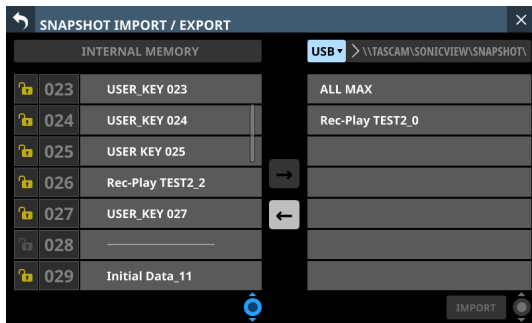 SNAPSHOT IMPORT / EXPORT
INTERNAL MEMORY
USB
\\TASCAM\SONICVIEW\SNAPSHOT\
023 USER_KEY 023
024 USER_KEY 024
025 USER KEY 025
026 Rec-Play TEST2_2
027 USER_KEY 027
028
029 Initial Data_11
ALL MAX
Rec-Play TEST2_0
IMPORT